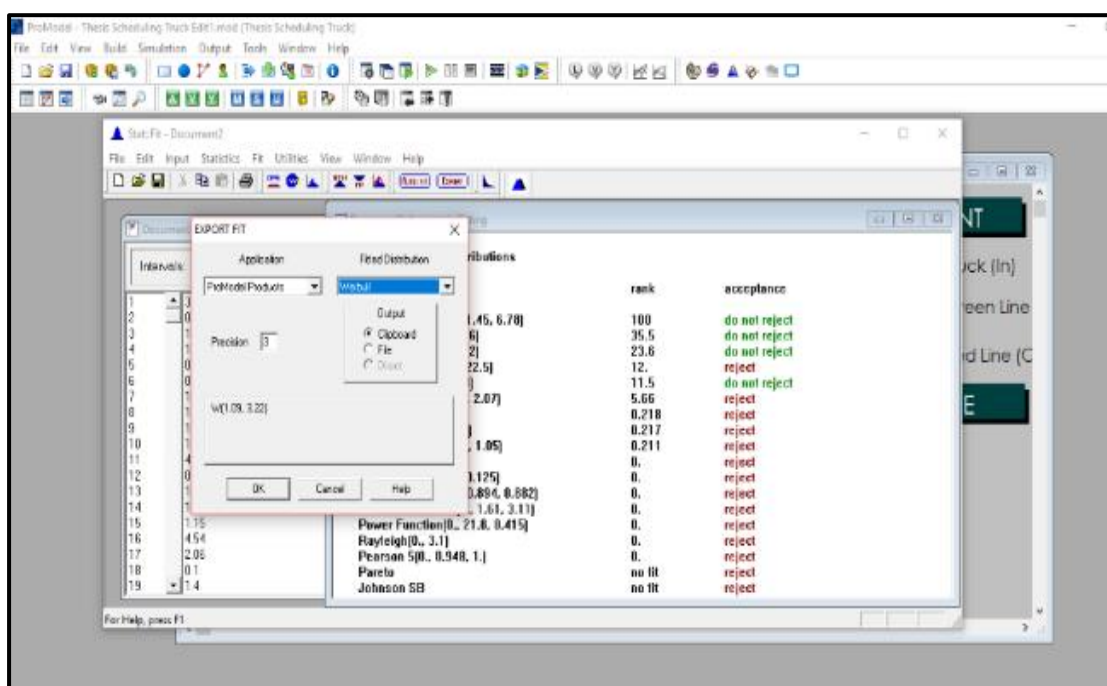 ProModel - Thesis Scheduling Truck Edit1.mod (Thesis Scheduling Truck)
File Edit View Build Simulation Output Tools Window Help
Stat::Fit - Document2
File Edit Input Statistics Fit Utilities View Window Help
NT
uck (In)
reen Line
d Line (C
E
EXPORT FIT
Application
Fitted Distribution
ProModel Products
Weibull
Output
Clipboard
File
Direct
Precision 3
W(1.09, 3.22)
OK Cancel Help
Intervals:
1
2
3
4
5
6
7
8
9
10
11
12
13
14
15 1.15
16 4.54
17 2.06
18 0.1
19 1.4
ributions
rank acceptance
.45, 6.78) 100 do not reject
6) 35.5 do not reject
2) 23.6 do not reject
22.5) 12. reject
11.5 do not reject
2.07) 5.66 reject
0.218 reject
0.217 reject
, 1.05) 0.211 reject
0. reject
0.125) 0. reject
0.894, 0.882) 0. reject
, 1.61, 3.11) 0. reject
Power Function(0., 21.8, 0.415) 0. reject
Rayleigh(0., 3.1) 0. reject
Pearson 5(0., 0.948, 1.) 0. reject
Pareto no fit reject
Johnson SB no fit reject
For Help, press F1